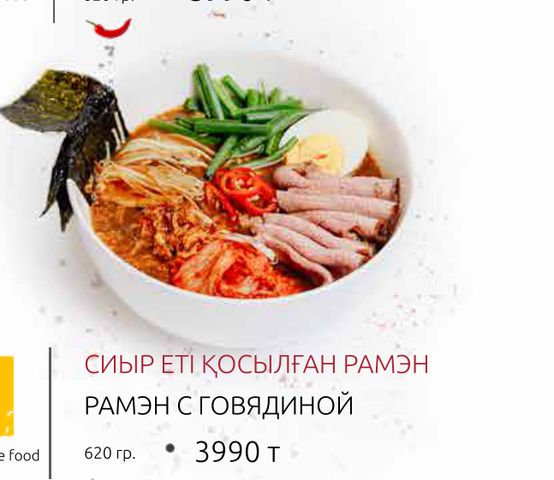 СИЫР ЕТІ ҚОСЫЛҒАН РАМЭН
РАМЭН С ГОВЯДИНОЙ
e food
620 гр. • 3990 т